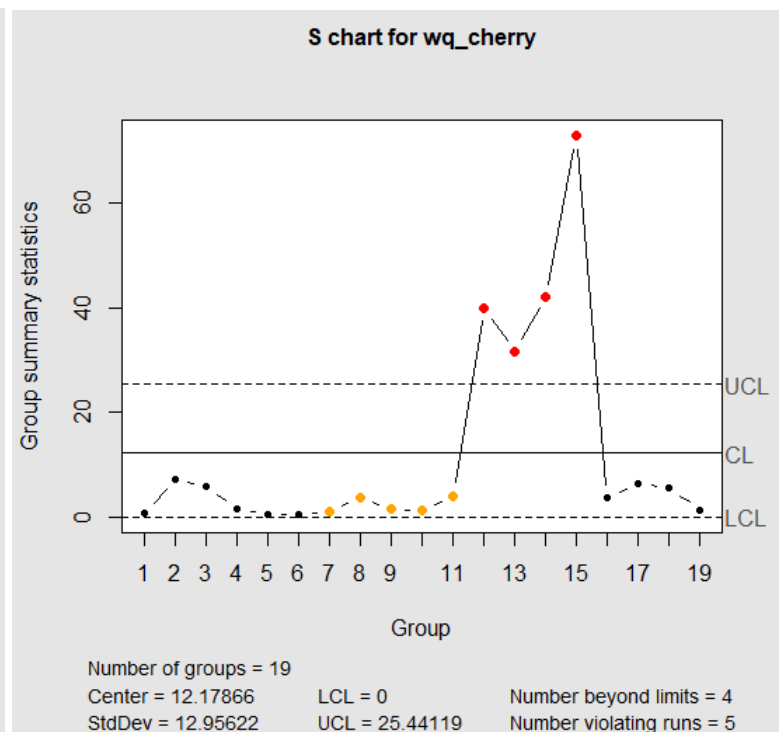 S chart for wq_cherry
Group summary statistics
60
40
20
0
UCL
CL
LCL
1 2 3 4 5 6 7 8 9 11 13 15 17 19
Group
Number of groups = 19
Center = 12.17866 LCL = 0 Number beyond limits = 4
StdDev = 12.95622 UCL = 25.44119 Number violating runs = 5